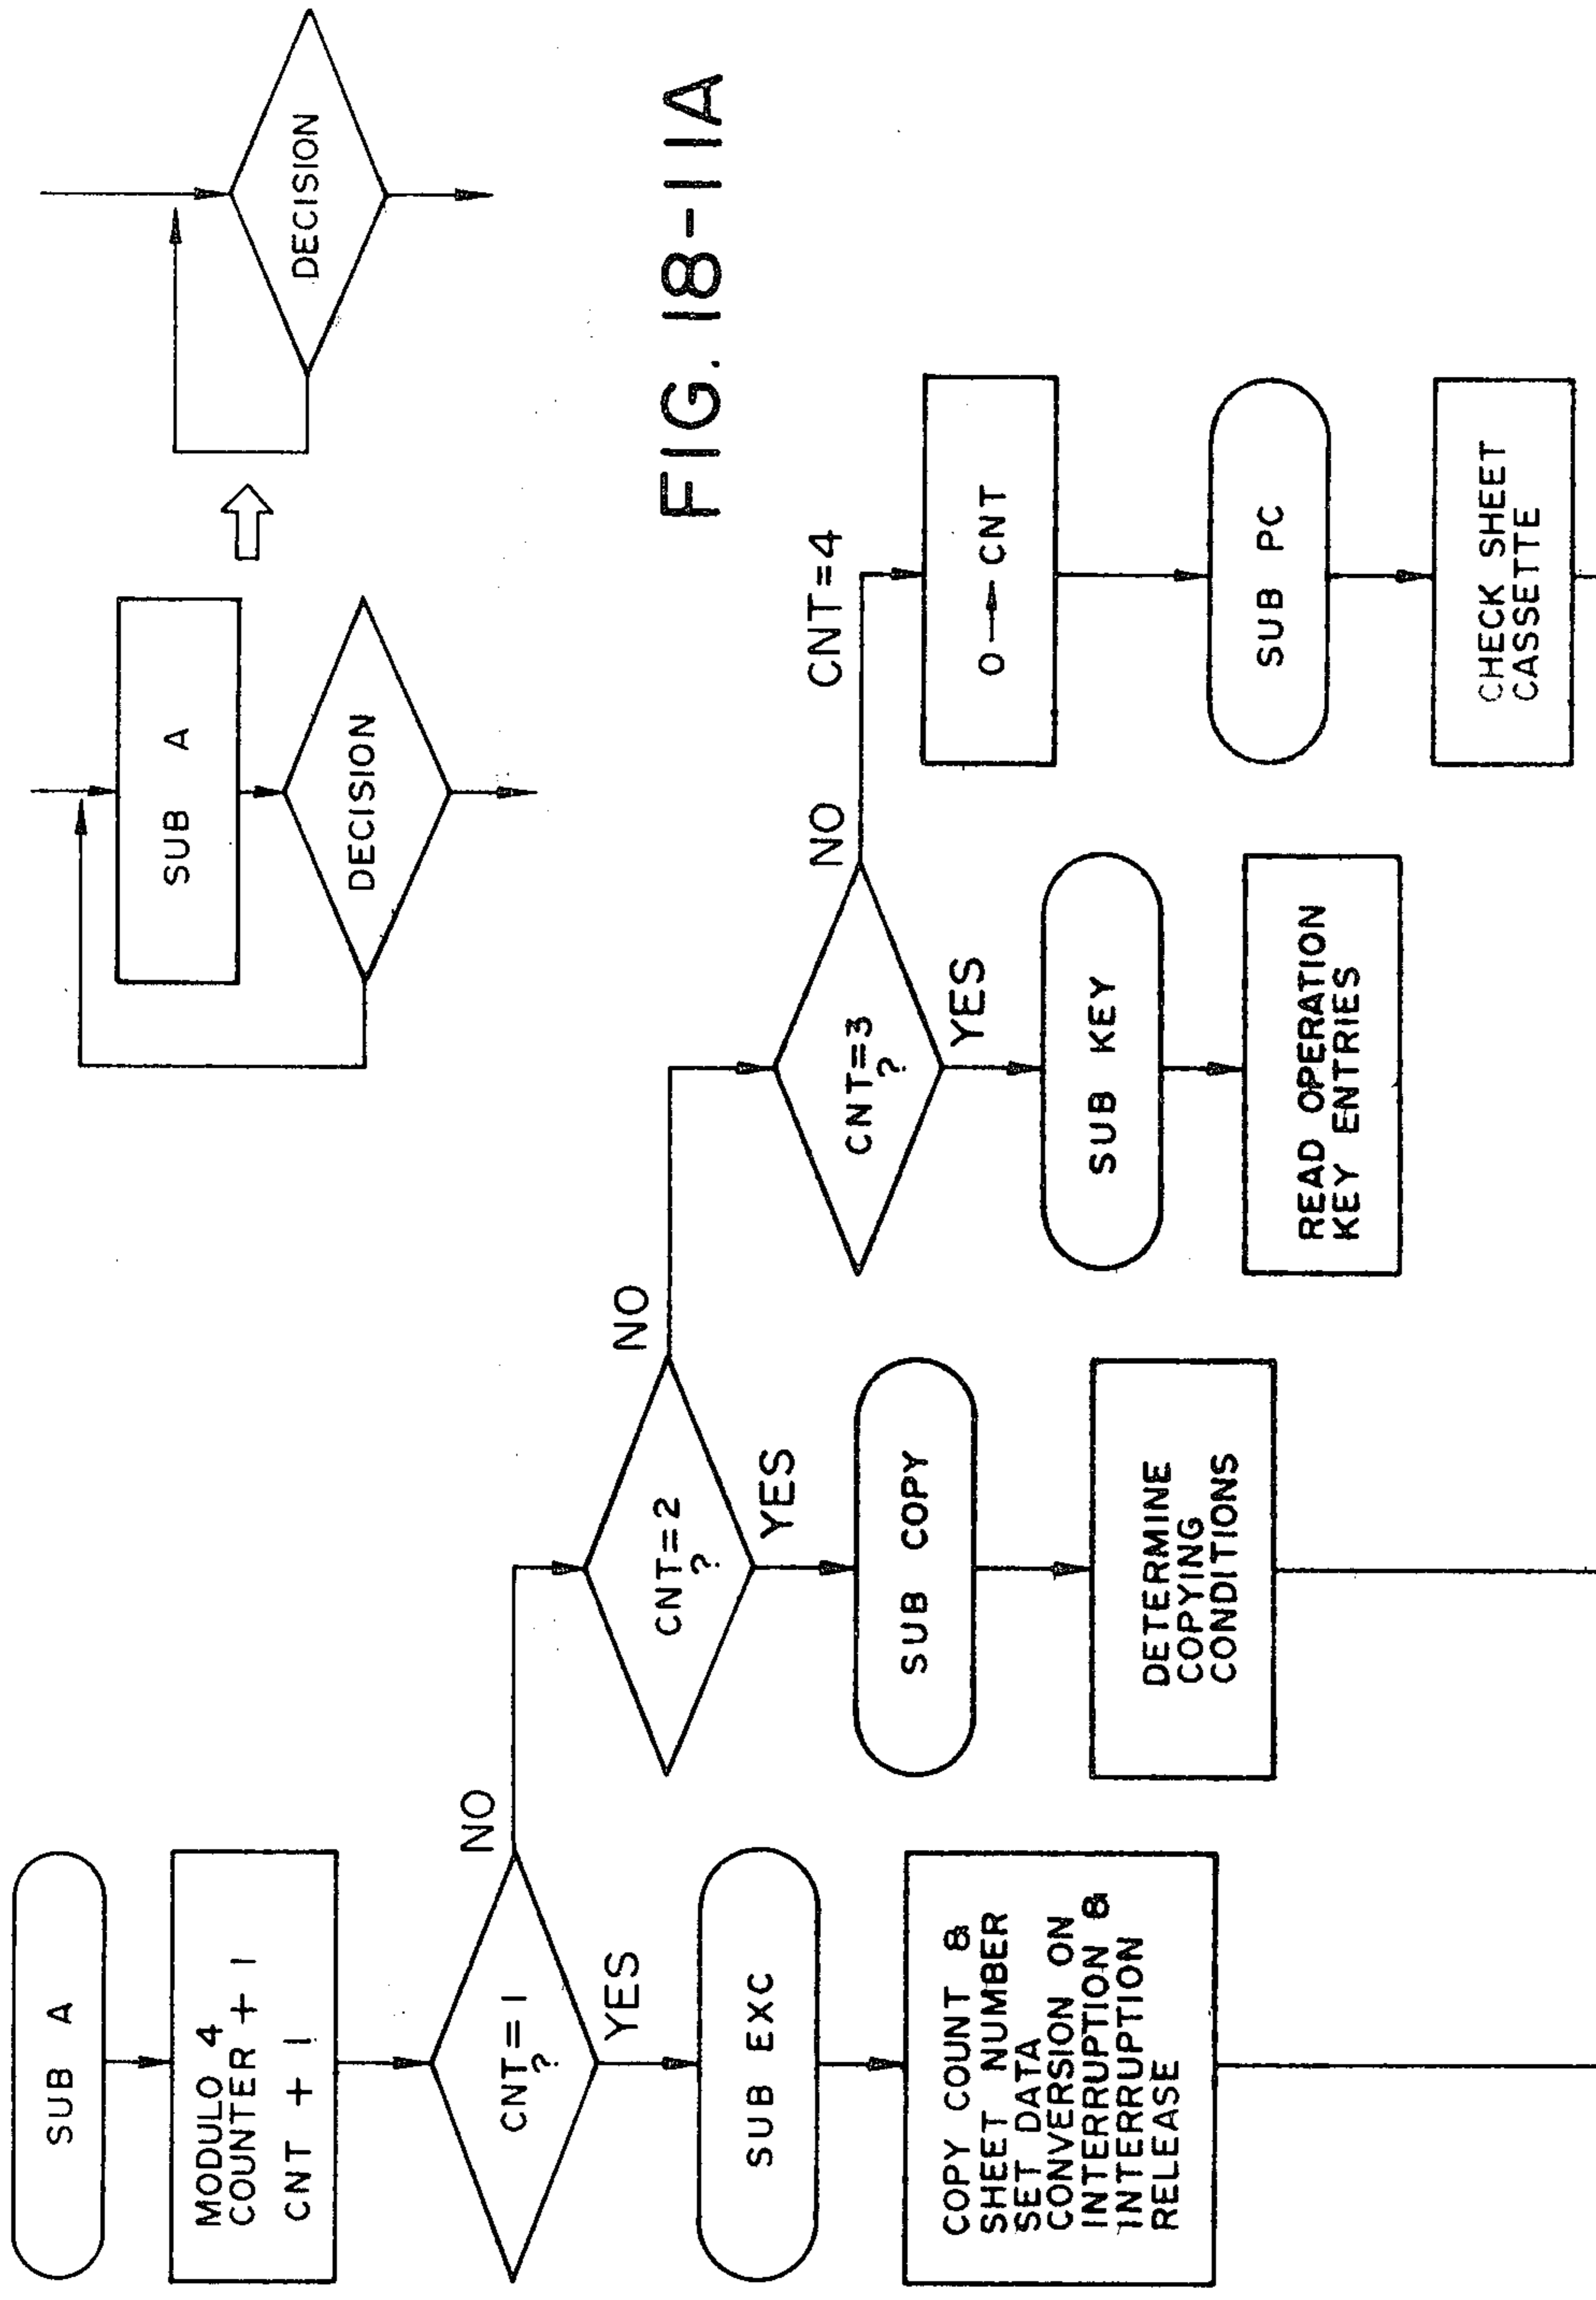 SUB A
DECISION
DECISION
FIG. 18-11A
SUB A
MODULO 4
COUNTER + 1
CNT + 1
CNT=1
?
NO
YES
SUB EXC
COPY COUNT &
SHEET NUMBER
SET DATA
CONVERSION ON
INTERRUPTION &
INTERRUPTION
RELEASE
CNT=2
?
NO
YES
SUB COPY
DETERMINE
COPYING
CONDITIONS
CNT=3
?
NO
YES
SUB KEY
READ OPERATION
KEY ENTRIES
CNT=4
0→CNT
SUB PC
CHECK SHEET
CASSETTE